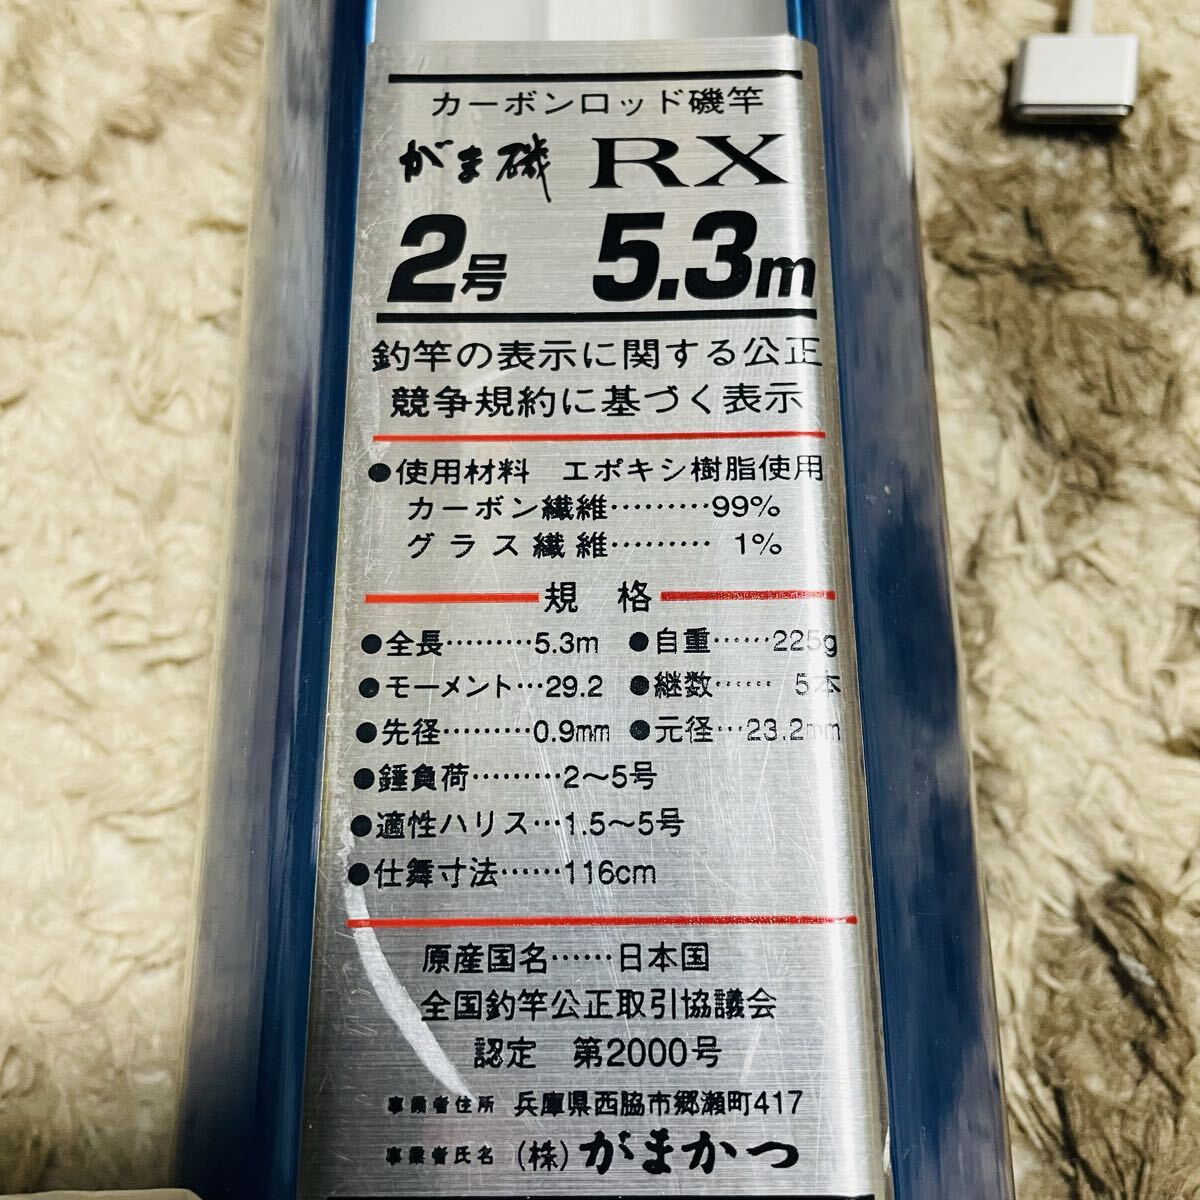 カーボンロッド磯竿
がま磯 RX
2号 5.3m
釣竿の表示に関する公正
競争規約に基づく表示
●使用材料 エポキシ樹脂使用
カーボン繊維………99%
グラス繊維……… 1%
規 格
●全長………5.3m ●自重……225g
●モーメント…29.2 ●継数…… 5本
●先径………0.9mm ●元径…23.2mm
●錘負荷………2〜5号
●適性ハリス…1.5〜5号
●仕舞寸法……116cm
原産国名……日本国
全国釣竿公正取引協議会
認定 第2000号
事業者住所 兵庫県西脇市郷瀬町417
事業者氏名 (株)がまかつ